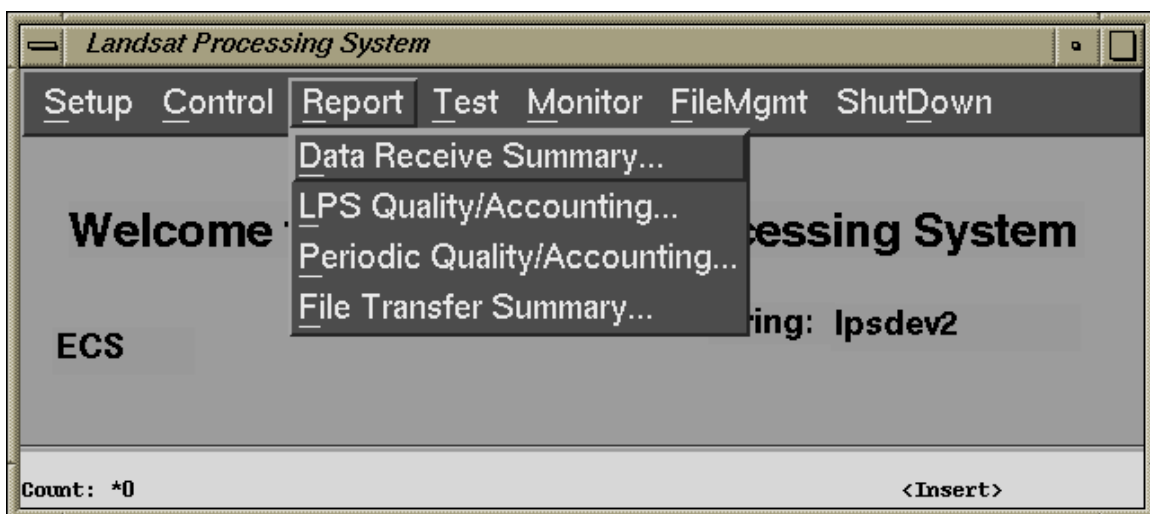 Landsat Processing System
Setup Control Report Test Monitor FileMgmt ShutDown
Data Receive Summary...
LPS Quality/Accounting...
Periodic Quality/Accounting...
File Transfer Summary...
Welcome essing System
ECS ring: lpsdev2
Count: *0 <Insert>